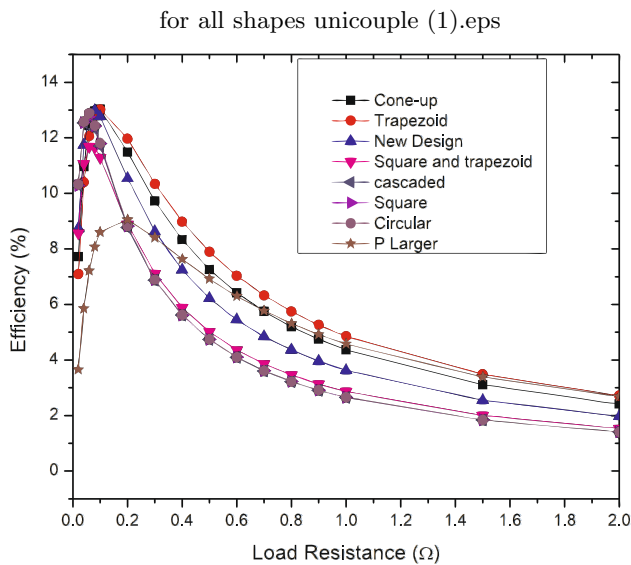 for all shapes unicouple (1).eps
14
12
10
8
6
4
2
0
Efficiency (%)
Cone-up
Trapezoid
New Design
Square and trapezoid
cascaded
Square
Circular
P Larger
0.0 0.2 0.4 0.6 0.8 1.0 1.2 1.4 1.6 1.8 2.0
Load Resistance (Ω)